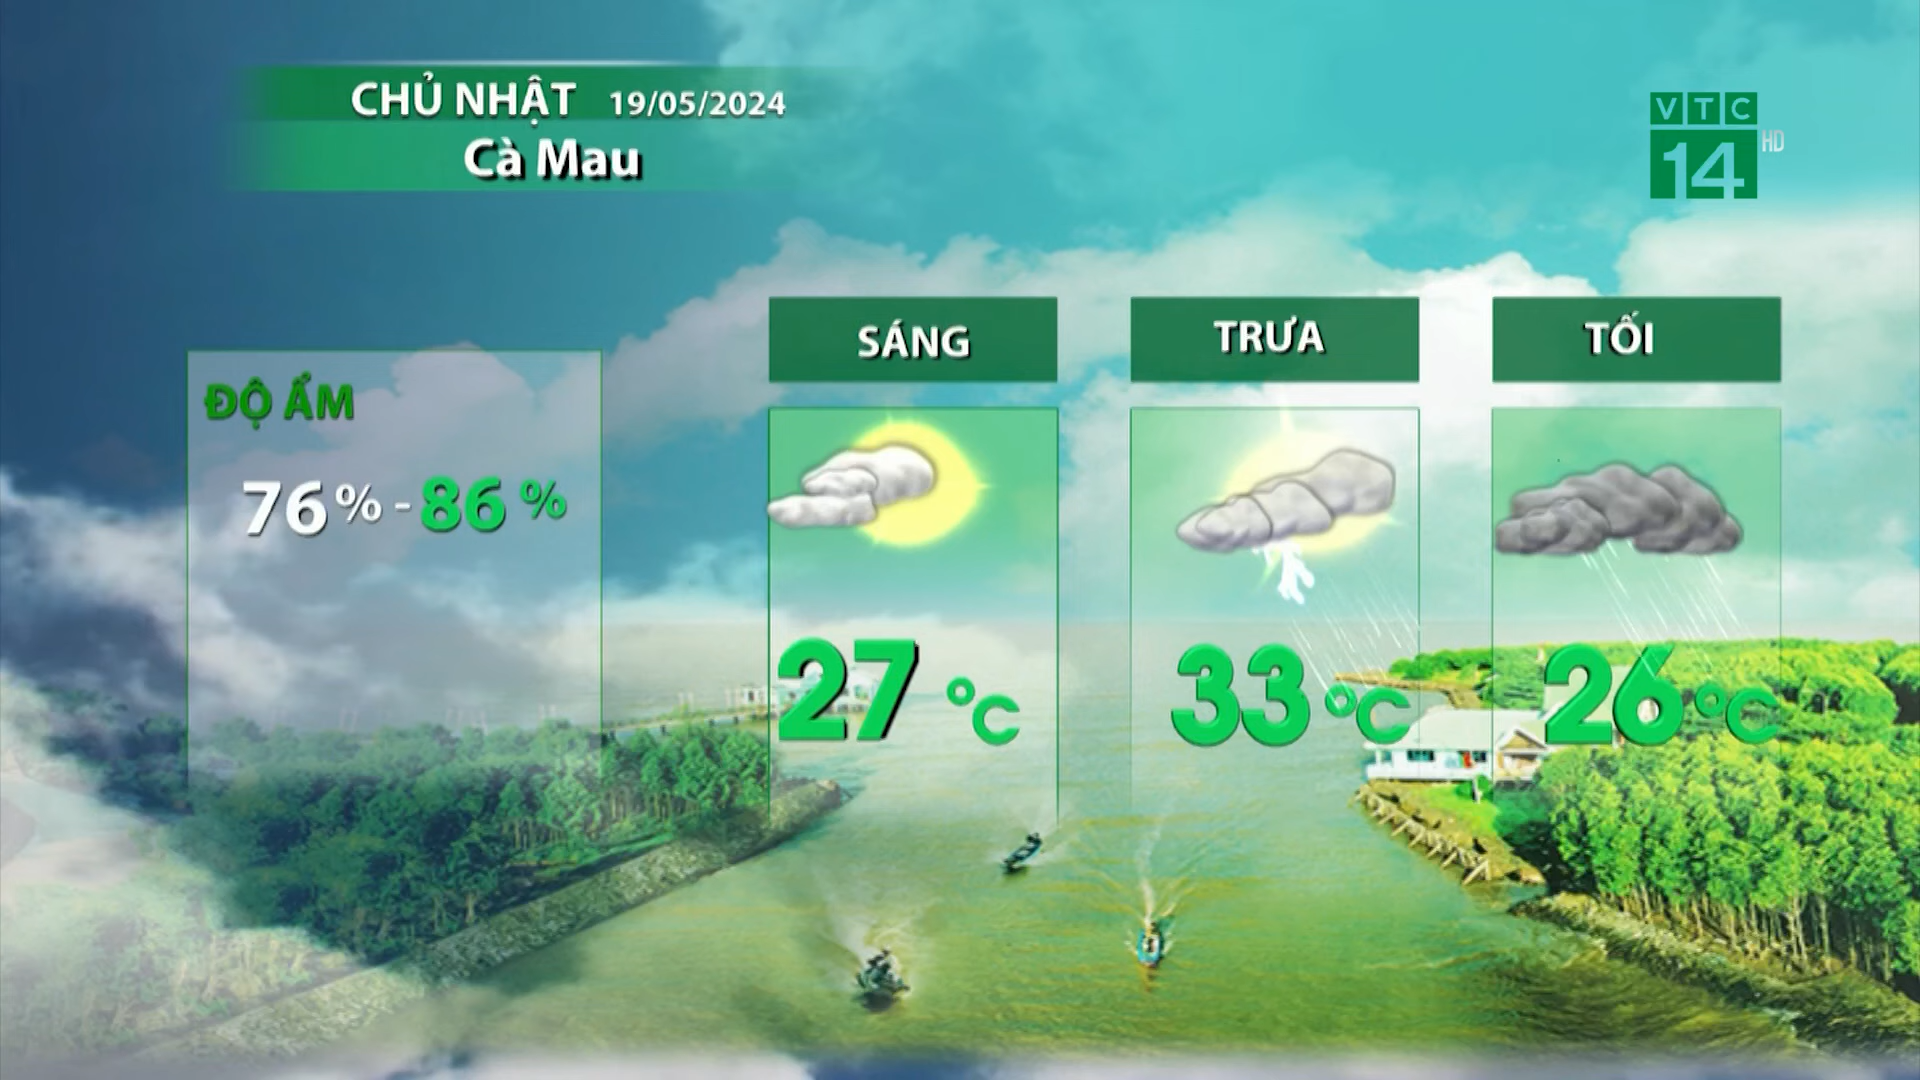 CHỦ NHẬT 19/05/2024
Cà Mau
VTC
14 HD
ĐỘ ẨM
76% - 86 %
SÁNG
TRƯA
TỐI
27 °C
33 °C
26 °C